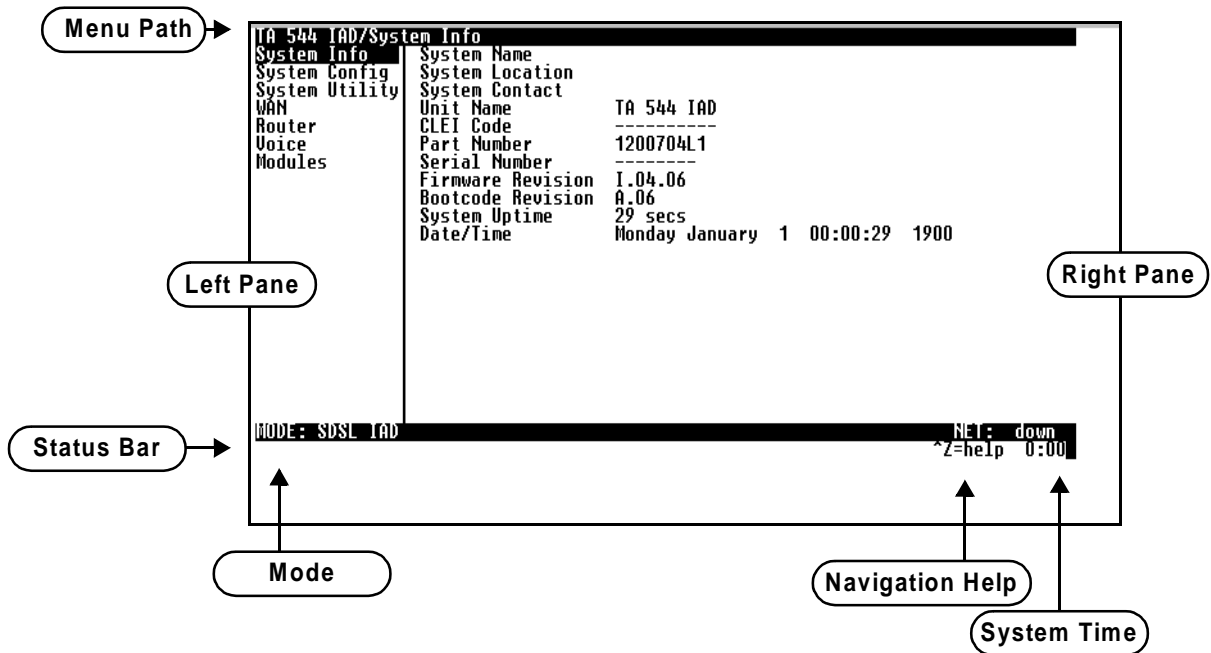 Menu Path
TA 544 IAD/System Info
System Info System Name
System Config System Location
System Utility System Contact
WAN Unit Name TA 544 IAD
Router CLEI Code ----------
Voice Part Number 1200704L1
Modules Serial Number --------
Firmware Revision I.04.06
Bootcode Revision A.06
System Uptime 29 secs
Date/Time Monday January 1 00:00:29 1900
Left Pane
Right Pane
MODE: SDSL IAD NET: down
Status Bar
^Z=help 0:00
Mode
Navigation Help
System Time